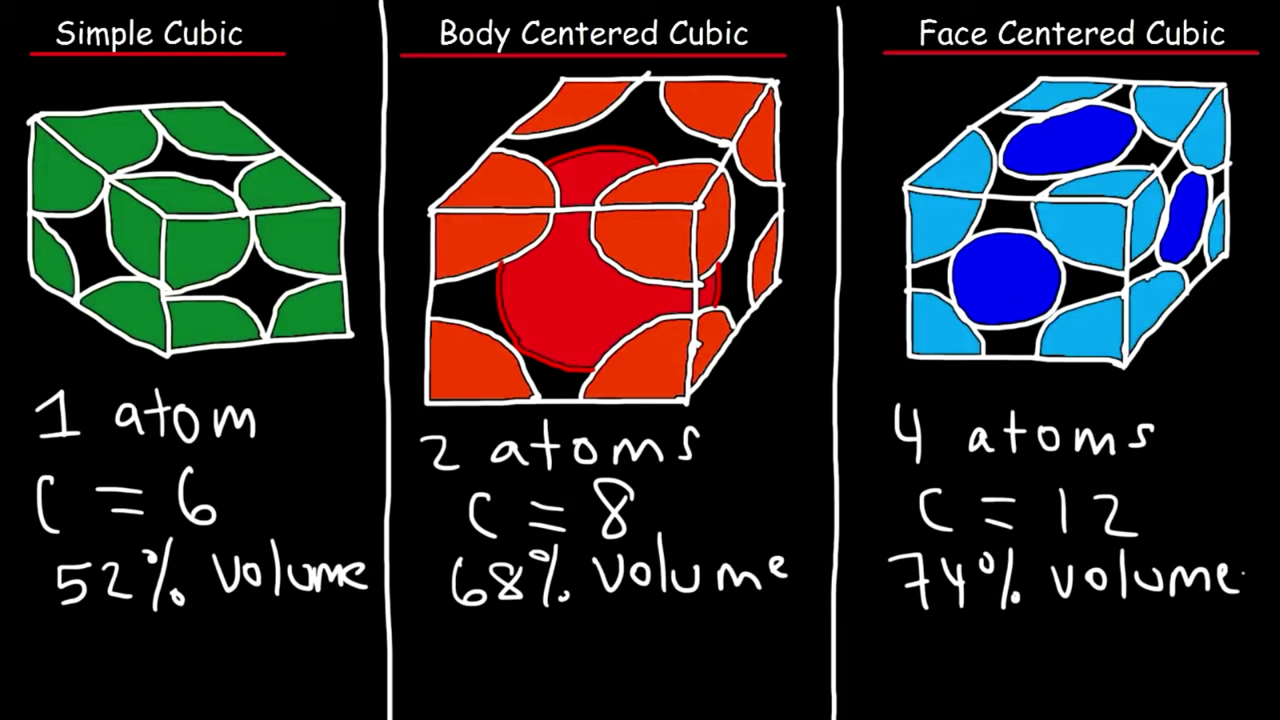 Simple Cubic
1 atom
C = 6
52% volume
Body Centered Cubic
2 atoms
C = 8
68% volume
Face Centered Cubic
4 atoms
C = 12
74% volume